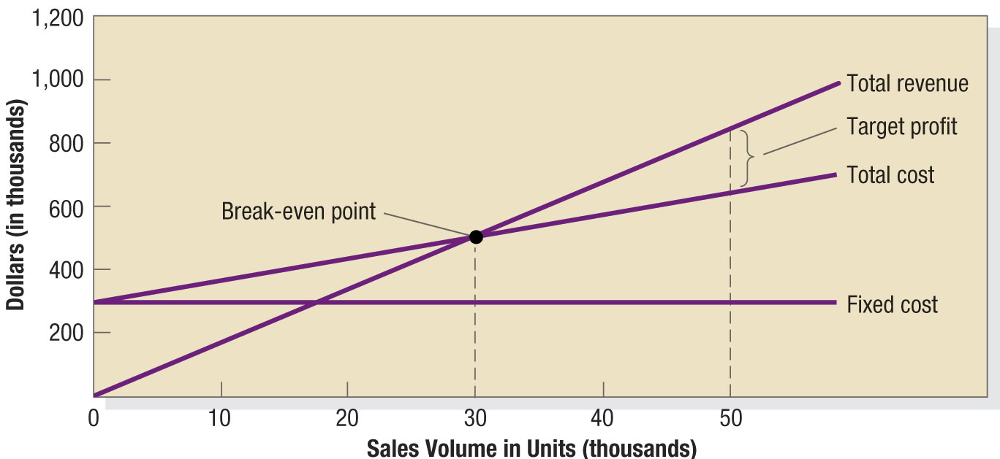 1,200
1,000
800
600
400
200
Dollars (in thousands)
Total revenue
Target profit
Total cost
Break-even point
Fixed cost
0 10 20 30 40 50
Sales Volume in Units (thousands)